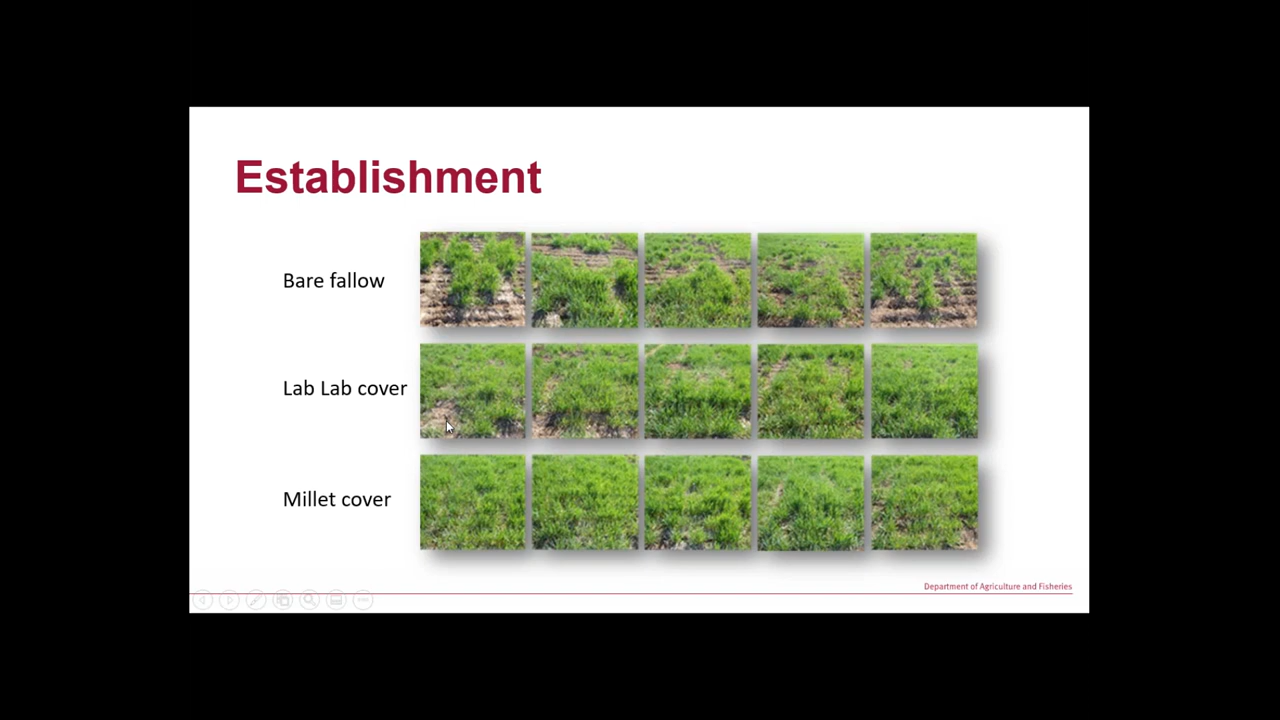 Establishment
Bare fallow
Lab Lab cover
Millet cover
Department of Agriculture and Fisheries